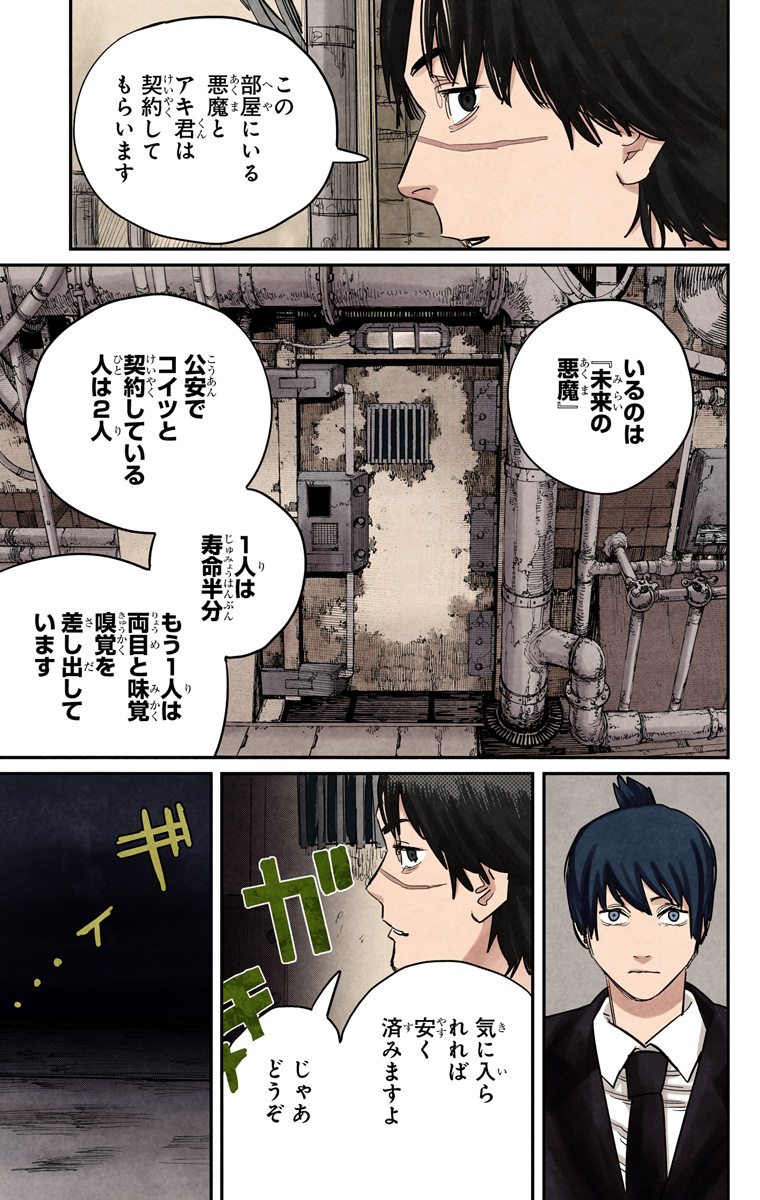 この
部屋にいる
悪魔と
アキ君は
契約して
もらいます
いるのは
『未来の
悪魔』
公安で
コイツと
契約している
人は2人
1人は
寿命半分
もう1人は
両目と味覚
嗅覚を
差し出して
います
ガチャ
気に入ら
れれば
安く
済みますよ
じゃあ
どうぞ
ギィ...